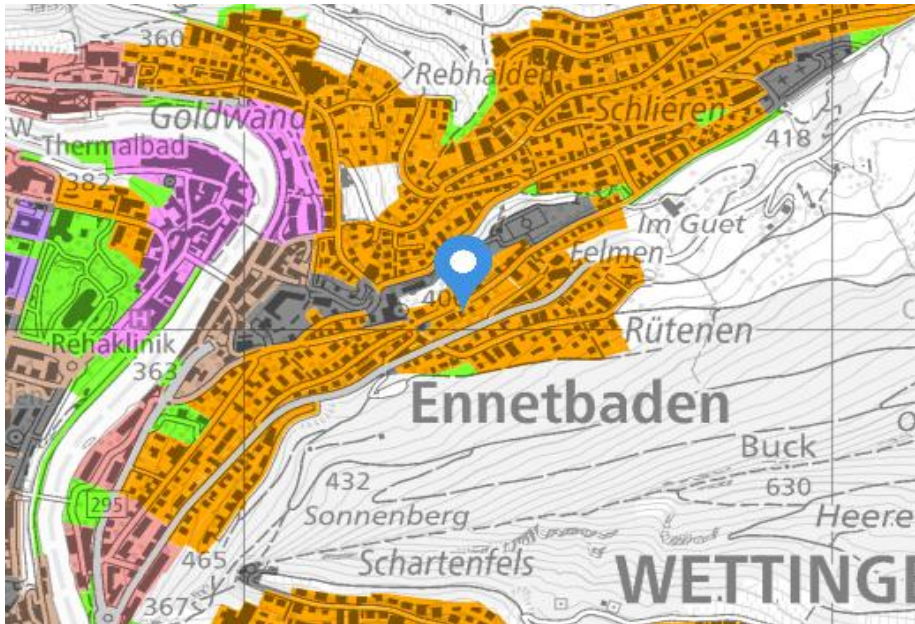 360
Rebhalden
Goldwand
Schlieren
W
Thermalbad
418
382
Im Guet
Felmen
400
H
Rütenen
Rehaklinik
363
Ennetbaden
Buck
432
630
295
Sonnenberg
Heere
465
Schartenfels
WETTING
367